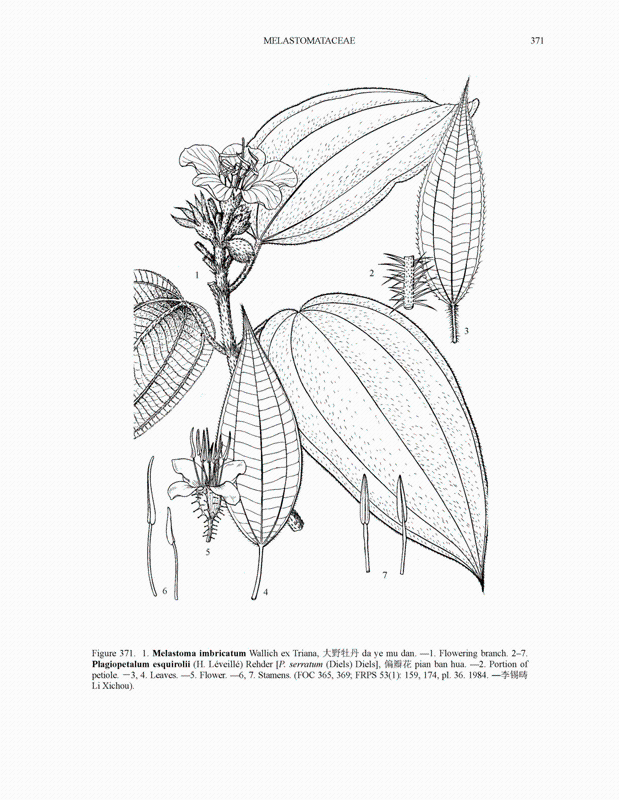 MELASTOMATACEAE 371
1
2
3
5
6
4
7
Figure 371. 1. Melastoma imbricatum Wallich ex Triana, 大野牡丹 da ye mu dan. —1. Flowering branch. 2–7.
Plagiopetalum esquirolii (H. Léveillé) Rehder [P. serratum (Diels) Diels], 偏瓣花 pian ban hua. —2. Portion of
petiole. —3, 4. Leaves. —5. Flower. —6, 7. Stamens. (FOC 365, 369; FRPS 53(1): 159, 174, pl. 36. 1984. —李锡畴
Li Xichou).